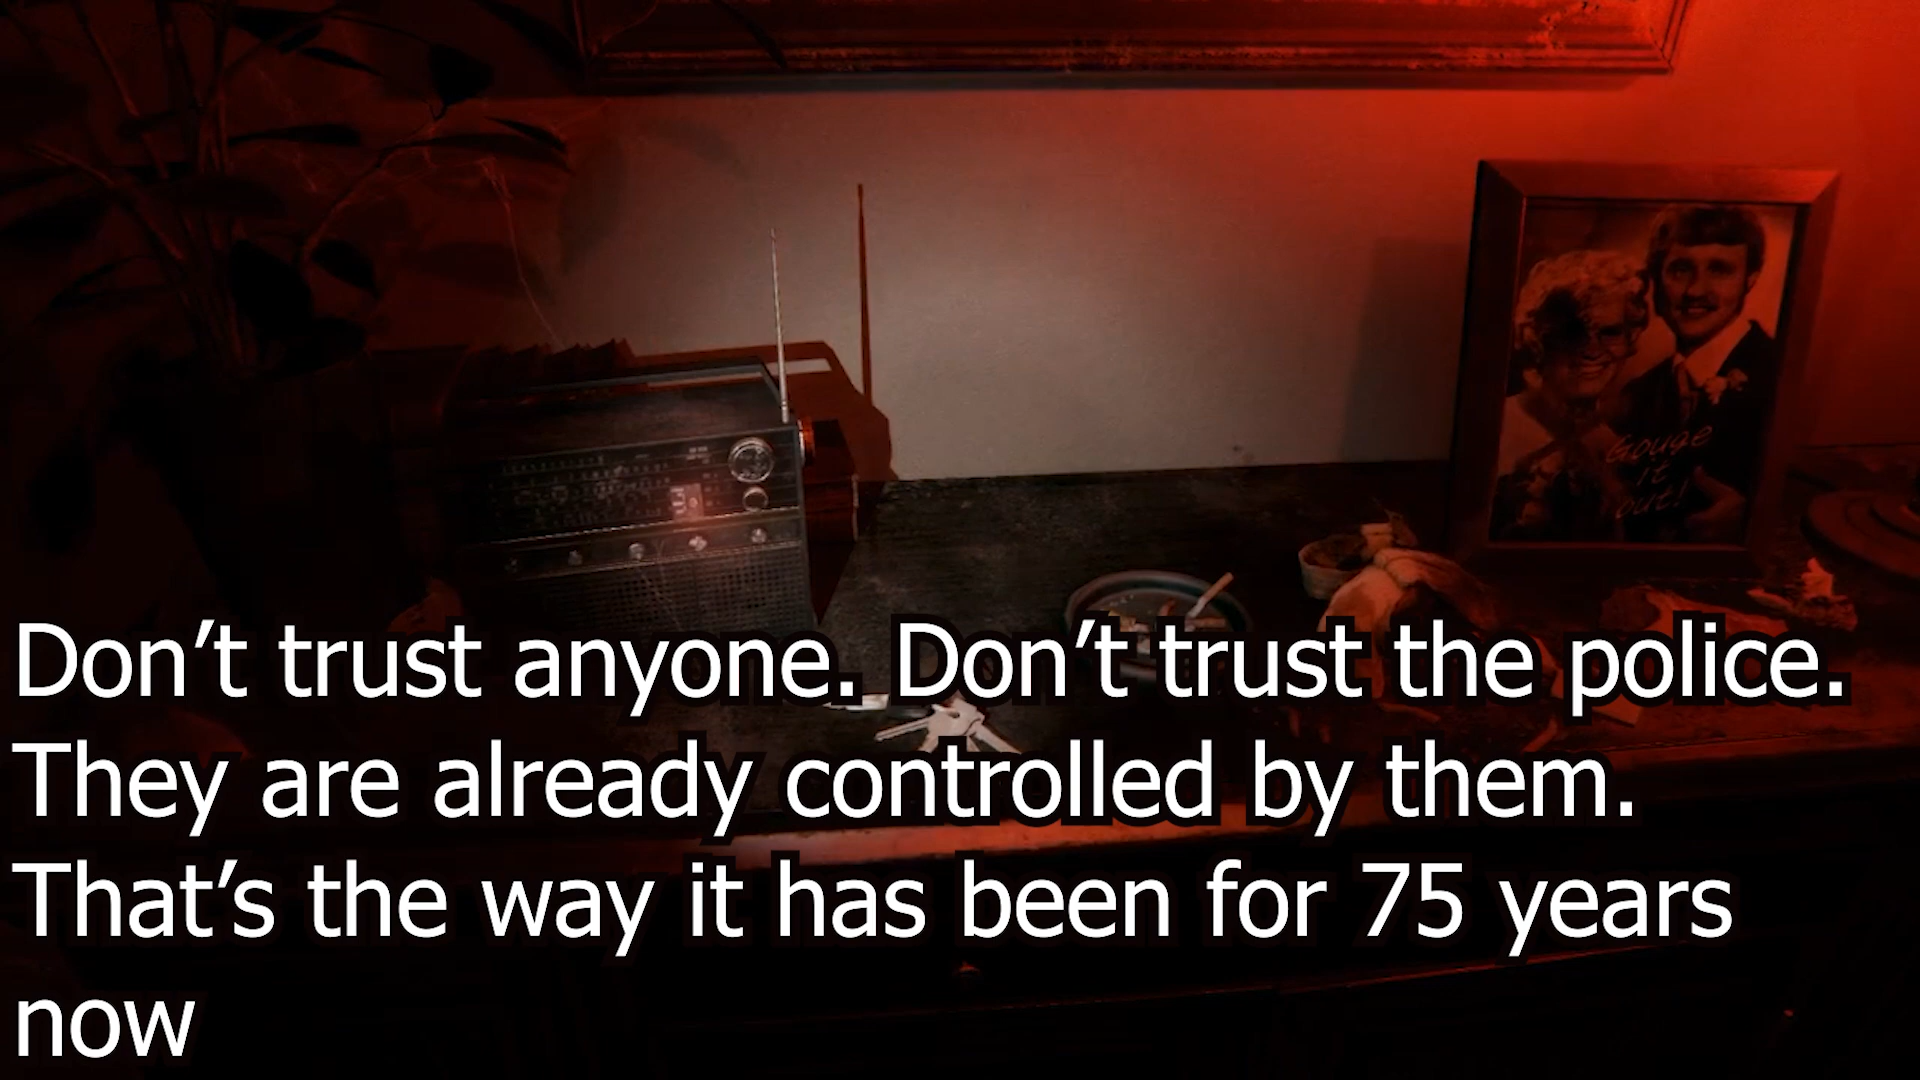 Gouge
it
out!
Don’t trust anyone. Don’t trust the police.
They are already controlled by them.
That’s the way it has been for 75 years
now